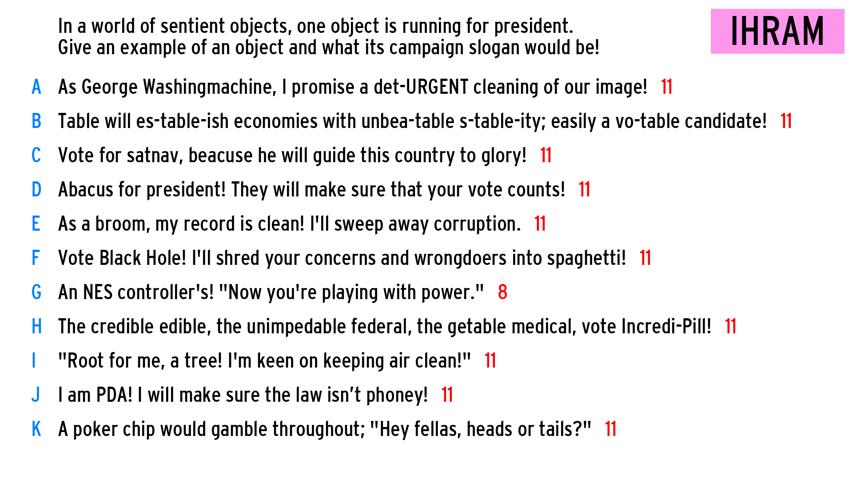 In a world of sentient objects, one object is running for president.
Give an example of an object and what its campaign slogan would be!
IHRAM
A As George Washingmachine, I promise a det-URGENT cleaning of our image! 11
B Table will es-table-ish economies with unbea-table s-table-ity; easily a vo-table candidate! 11
C Vote for satnav, beacuse he will guide this country to glory! 11
D Abacus for president! They will make sure that your vote counts! 11
E As a broom, my record is clean! I'll sweep away corruption. 11
F Vote Black Hole! I'll shred your concerns and wrongdoers into spaghetti! 11
G An NES controller's! "Now you're playing with power." 8
H The credible edible, the unimpedable federal, the getable medical, vote Incredi-Pill! 11
I "Root for me, a tree! I'm keen on keeping air clean!" 11
J I am PDA! I will make sure the law isn’t phoney! 11
K A poker chip would gamble throughout; "Hey fellas, heads or tails?" 11